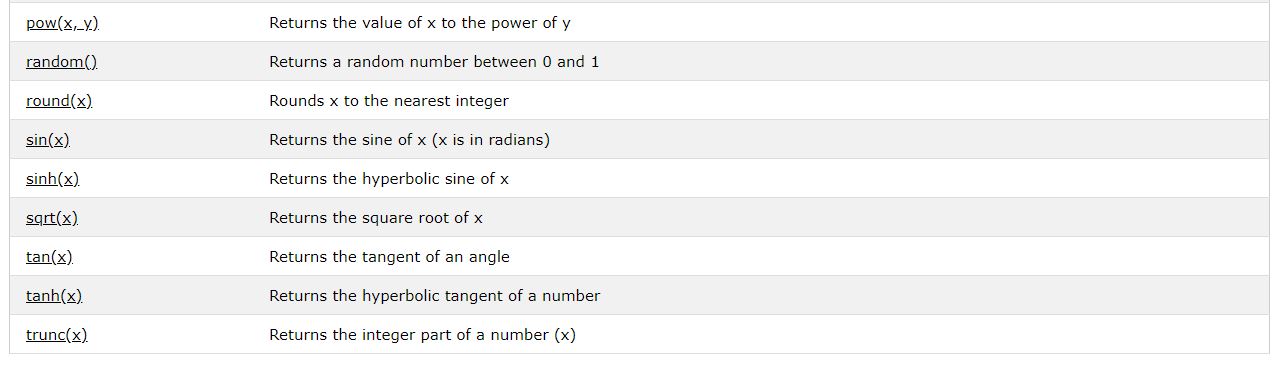 pow(x, y) Returns the value of x to the power of y
random() Returns a random number between 0 and 1
round(x) Rounds x to the nearest integer
sin(x) Returns the sine of x (x is in radians)
sinh(x) Returns the hyperbolic sine of x
sqrt(x) Returns the square root of x
tan(x) Returns the tangent of an angle
tanh(x) Returns the hyperbolic tangent of a number
trunc(x) Returns the integer part of a number (x)